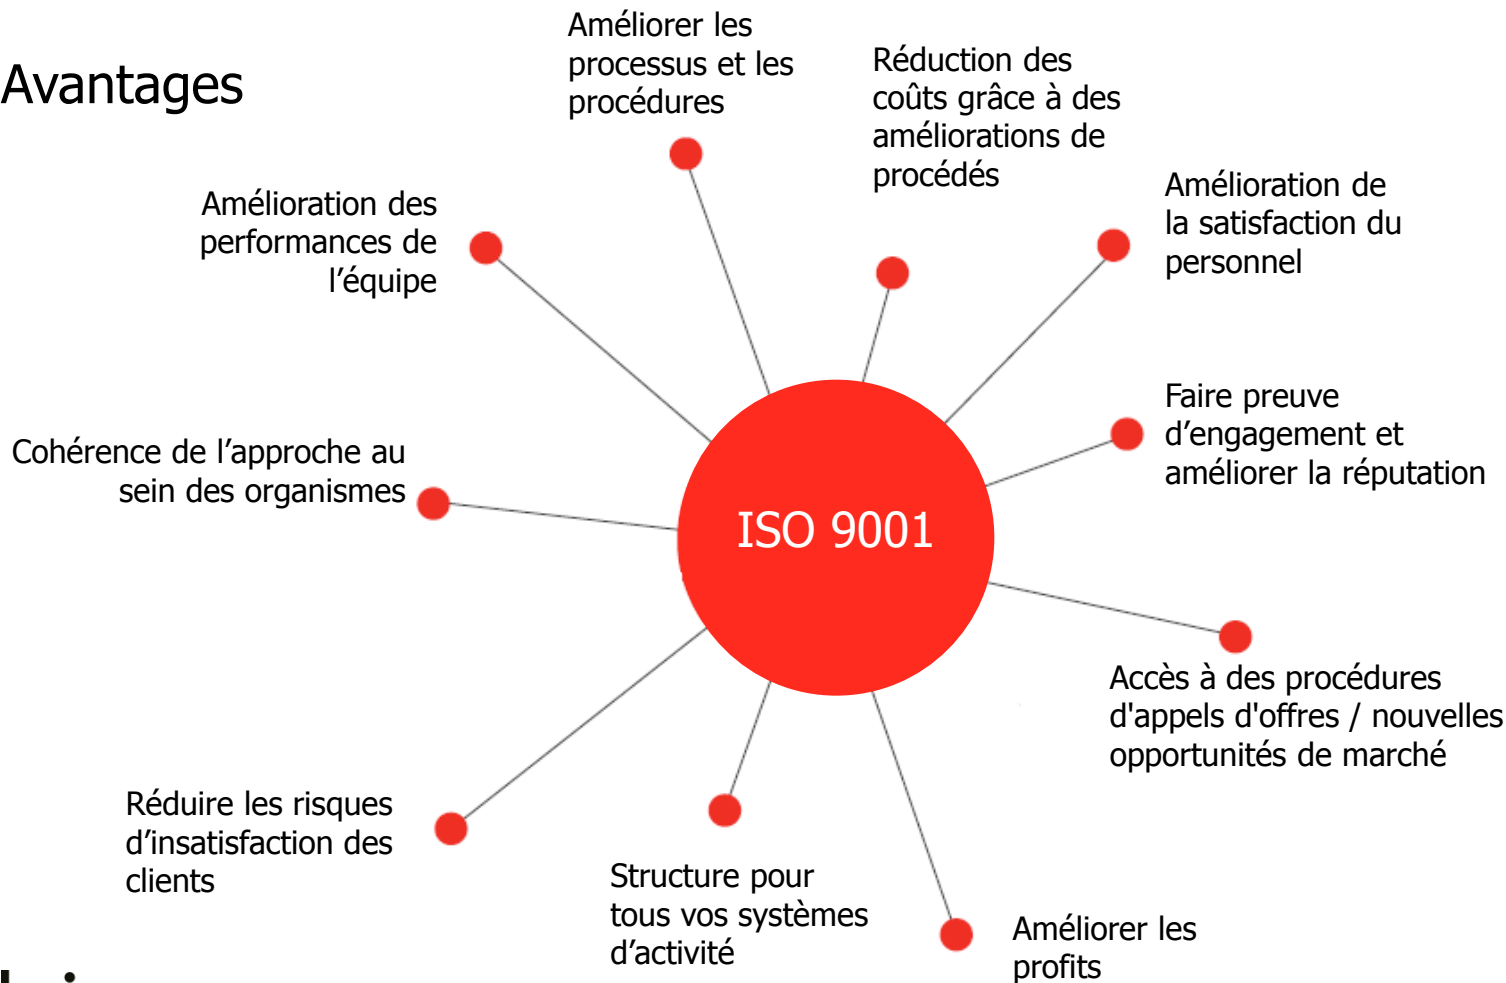 Avantages
Améliorer les
processus et les
procédures
Réduction des
coûts grâce à des
améliorations de
procédés
Amélioration de
la satisfaction du
personnel
Amélioration des
performances de
l’équipe
Faire preuve
d’engagement et
améliorer la réputation
Cohérence de l’approche au
sein des organismes
ISO 9001
Accès à des procédures
d'appels d'offres / nouvelles
opportunités de marché
Réduire les risques
d’insatisfaction des
clients
Structure pour
tous vos systèmes
d’activité
Améliorer les
profits